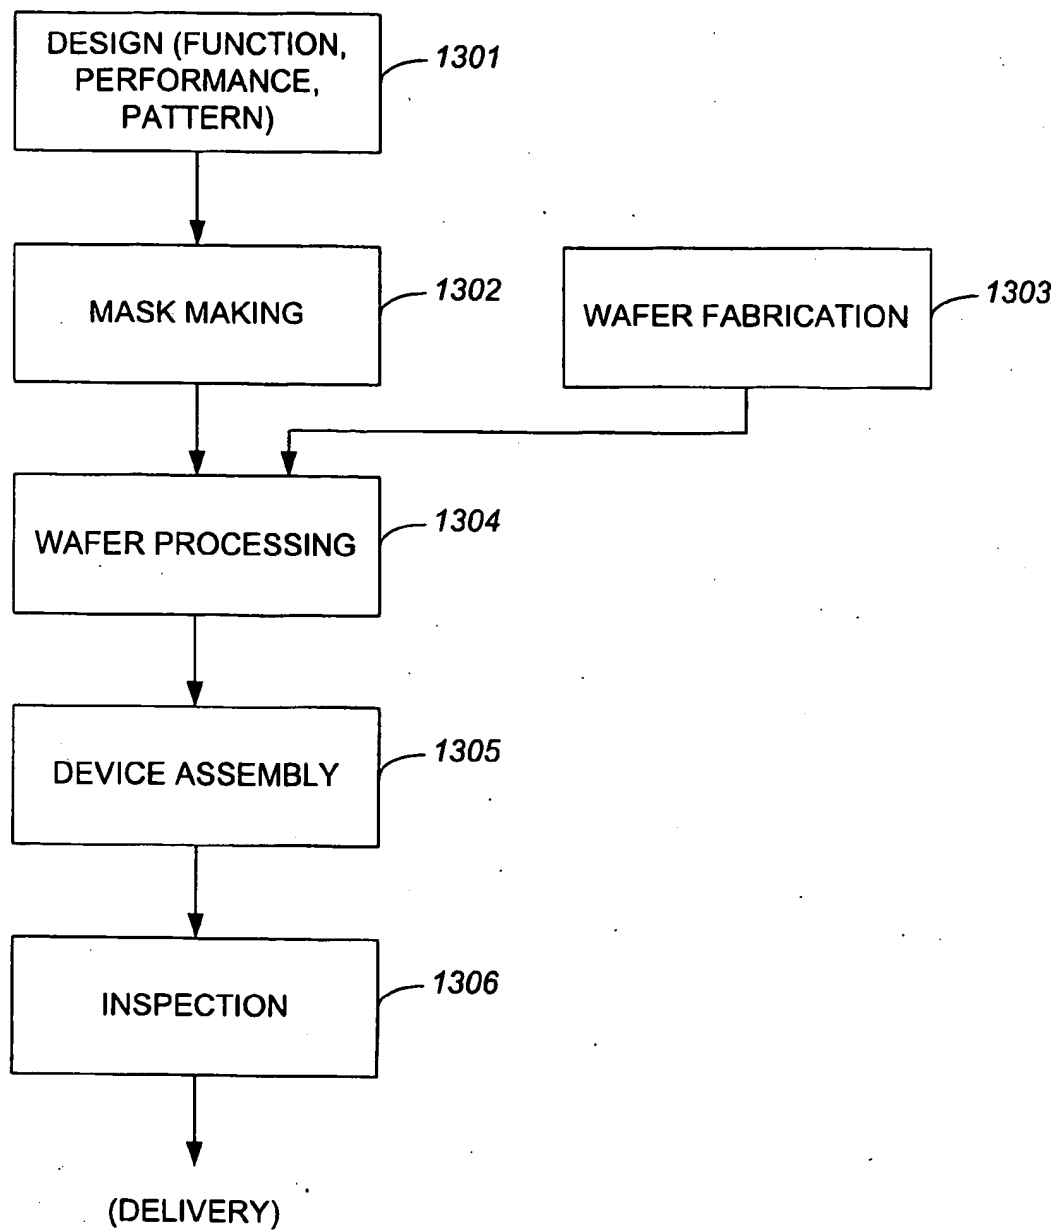 DESIGN (FUNCTION,
PERFORMANCE,
PATTERN)
1301
MASK MAKING
1302
WAFER FABRICATION
1303
WAFER PROCESSING
1304
DEVICE ASSEMBLY
1305
INSPECTION
1306
(DELIVERY)